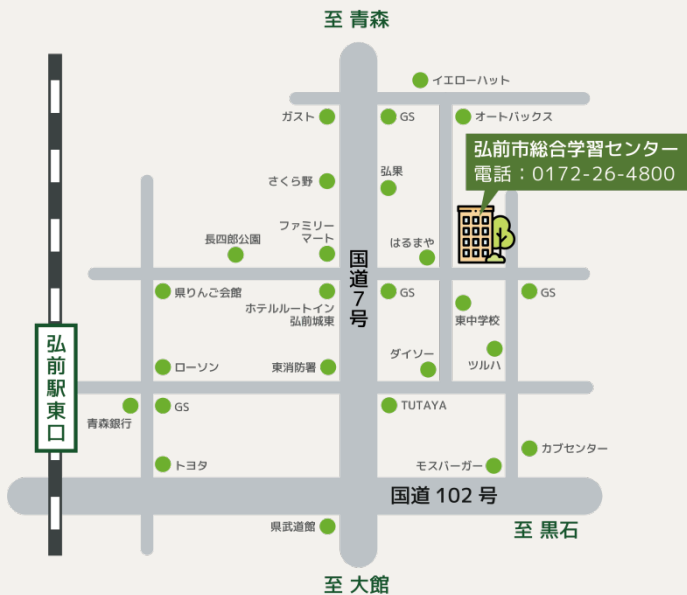 至 青森
イエローハット
ガスト
GS
オートバックス
弘前市総合学習センター
電話：0172-26-4800
さくら野
弘果
ファミリー
マート
長四郎公園
はるまや
国道7号
県りんご会館
ホテルルートイン
弘前城東
GS
東中学校
GS
弘前駅東口
ローソン
東消防署
ダイソー
ツルハ
青森銀行
GS
TUTAYA
トヨタ
モスバーガー
カブセンター
国道 102 号
県武道館
至 黒石
至 大館